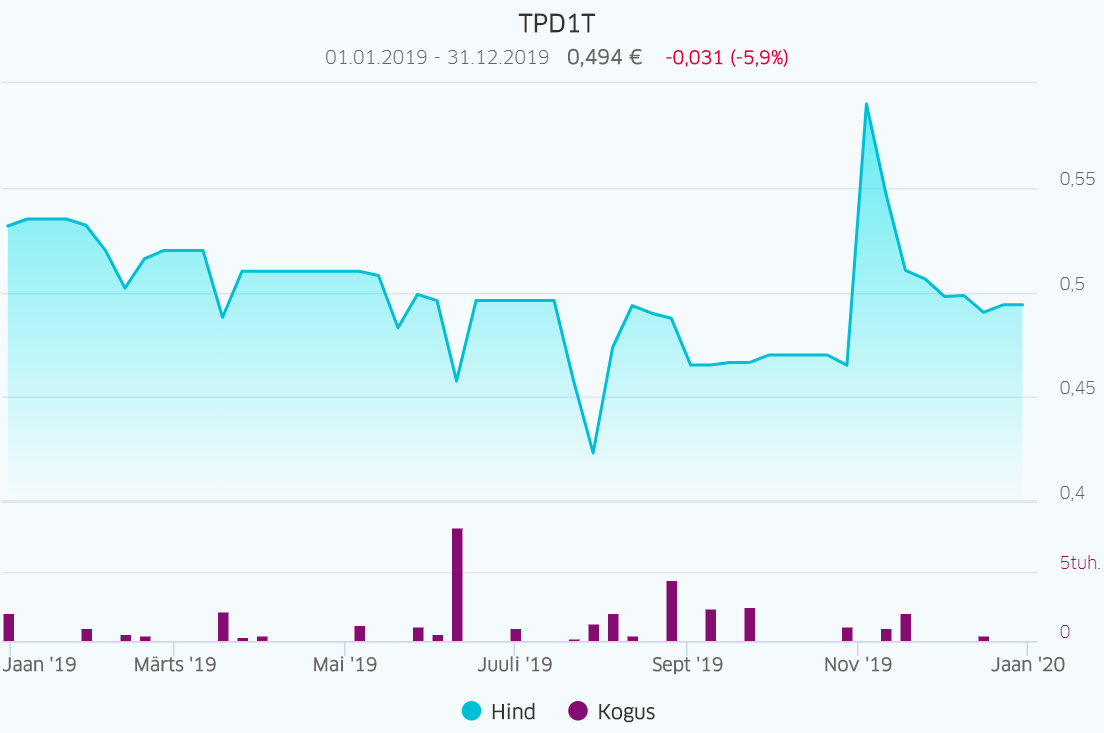 TPD1T
01.01.2019 - 31.12.2019 0,494 € -0,031 (-5,9%)
0,55
0,5
0,45
0,4
5tuh.
0
Jaan '19 Märts '19 Mai '19 Juuli '19 Sept '19 Nov '19 Jaan '20
Hind Kogus